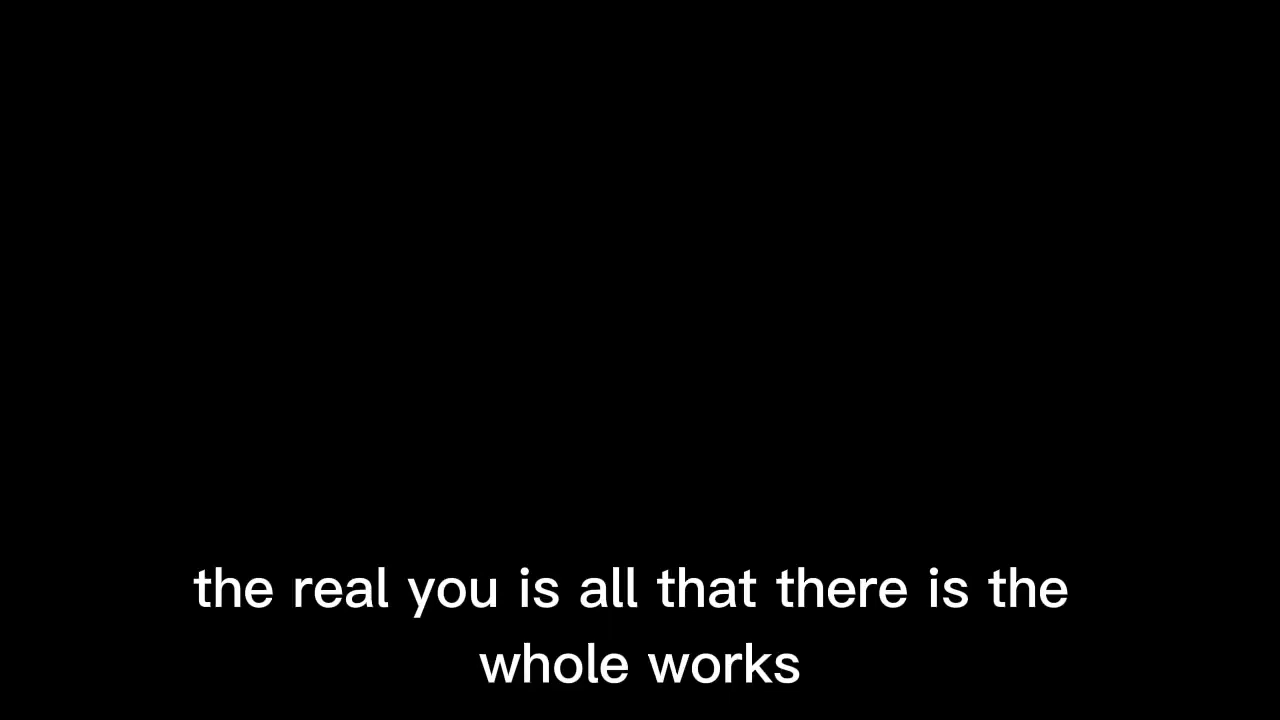 the real you is all that there is the
whole works